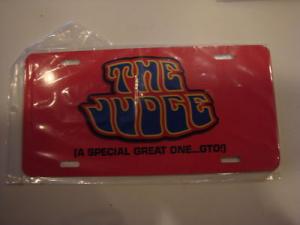 THE
JUDGE
(A SPECIAL GREAT ONE...GTO!)